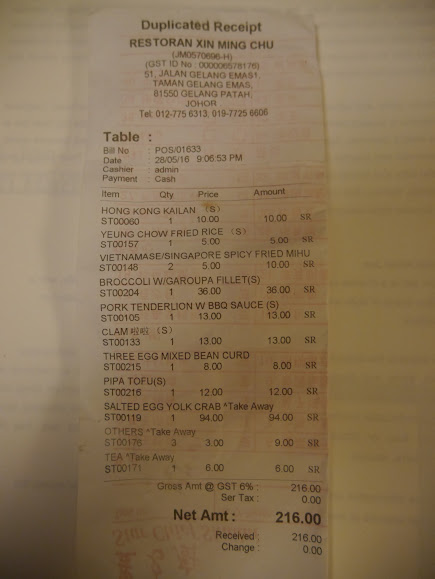 Duplicated Receipt
RESTORAN XIN MING CHU
(JM0570696-H)
(GST ID No : 000006578176)
51, JALAN GELANG EMAS1,
TAMAN GELANG EMAS,
81550 GELANG PATAH,
JOHOR
Tel: 012-775 6313, 019-7725 6606
Table :
Bill No : POS/01633
Date : 28/05/16 9:06:53 PM
Cashier : admin
Payment : Cash
Item Qty Price Amount
HONG KONG KAILAN (S)
ST00060 1 10.00 10.00 SR
YEUNG CHOW FRIED RICE (S)
ST00157 1 5.00 5.00 SR
VIETNAMASE/SINGAPORE SPICY FRIED MIHU
ST00148 2 5.00 10.00 SR
BROCCOLI W/GAROUPA FILLET(S)
ST00204 1 36.00 36.00 SR
PORK TENDERLION W BBQ SAUCE (S)
ST00105 1 13.00 13.00 SR
CLAM 啦啦 (S)
ST00133 1 13.00 13.00 SR
THREE EGG MIXED BEAN CURD
ST00215 1 8.00 8.00 SR
PIPA TOFU(S)
ST00216 1 12.00 12.00 SR
SALTED EGG YOLK CRAB ^Take Away
ST00119 1 94.00 94.00 SR
OTHERS ^Take Away
ST00176 3 3.00 9.00 SR
TEA ^Take Away
ST00171 1 6.00 6.00 SR
Gross Amt @ GST 6% : 216.00
Ser Tax : 0.00
Net Amt : 216.00
Received 216.00
Change : 0.00